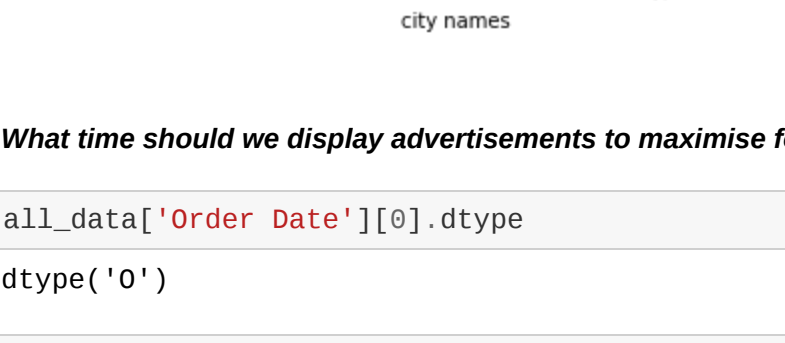 city names
What time should we display advertisements to maximise
all_data['Order Date'][0].dtype
dtype('O')